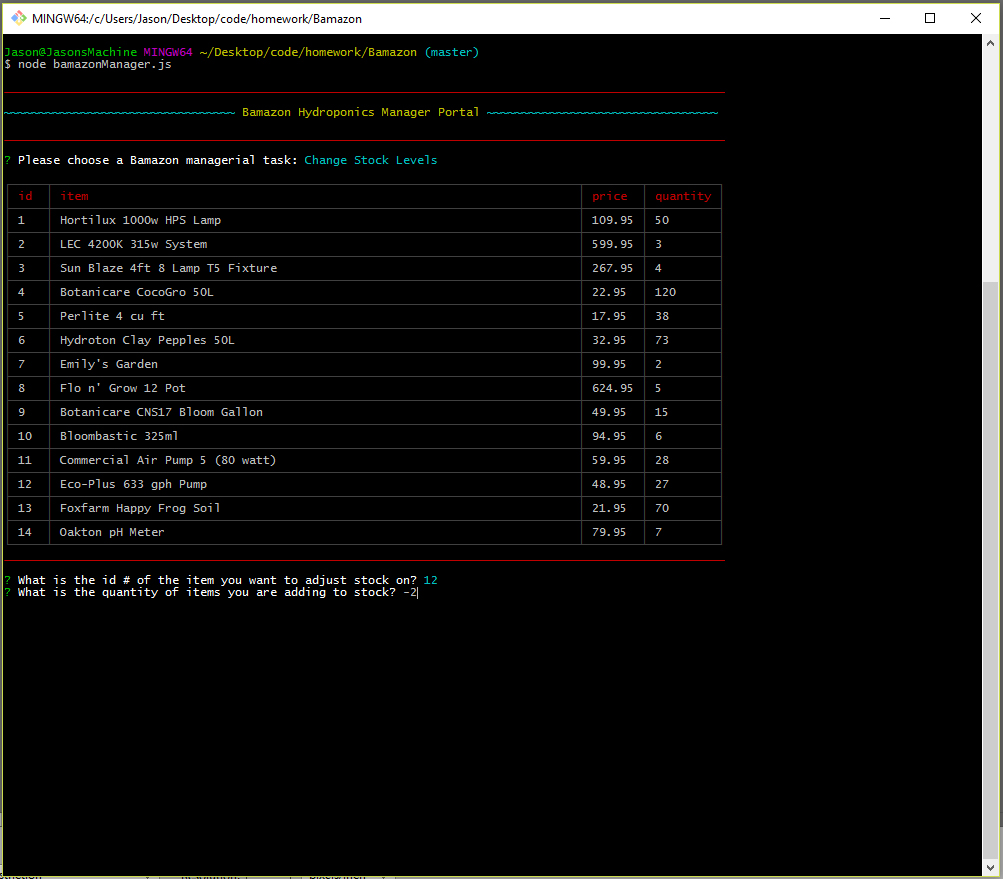 MINGW64:/c/Users/Jason/Desktop/code/homework/Bamazon
Jason@JasonsMachine MINGW64 ~/Desktop/code/homework/Bamazon (master)
$ node bamazonManager.js
~~~~~~~~~~~~~~~~~~~~~~~~~~~~~~~~~ Bamazon Hydroponics Manager Portal ~~~~~~~~~~~~~~~~~~~~~~~~~~~~~~~~~
? Please choose a Bamazon managerial task: Change Stock Levels
id item price quantity
1 Hortilux 1000w HPS Lamp 109.95 50
2 LEC 4200K 315w System 599.95 3
3 Sun Blaze 4ft 8 Lamp T5 Fixture 267.95 4
4 Botanicare CocoGro 50L 22.95 120
5 Perlite 4 cu ft 17.95 38
6 Hydroton Clay Pepples 50L 32.95 73
7 Emily's Garden 99.95 2
8 Flo n' Grow 12 Pot 624.95 5
9 Botanicare CNS17 Bloom Gallon 49.95 15
10 Bloombastic 325ml 94.95 6
11 Commercial Air Pump 5 (80 watt) 59.95 28
12 Eco-Plus 633 gph Pump 48.95 27
13 Foxfarm Happy Frog Soil 21.95 70
14 Oakton pH Meter 79.95 7
? What is the id # of the item you want to adjust stock on? 12
? What is the quantity of items you are adding to stock? -2